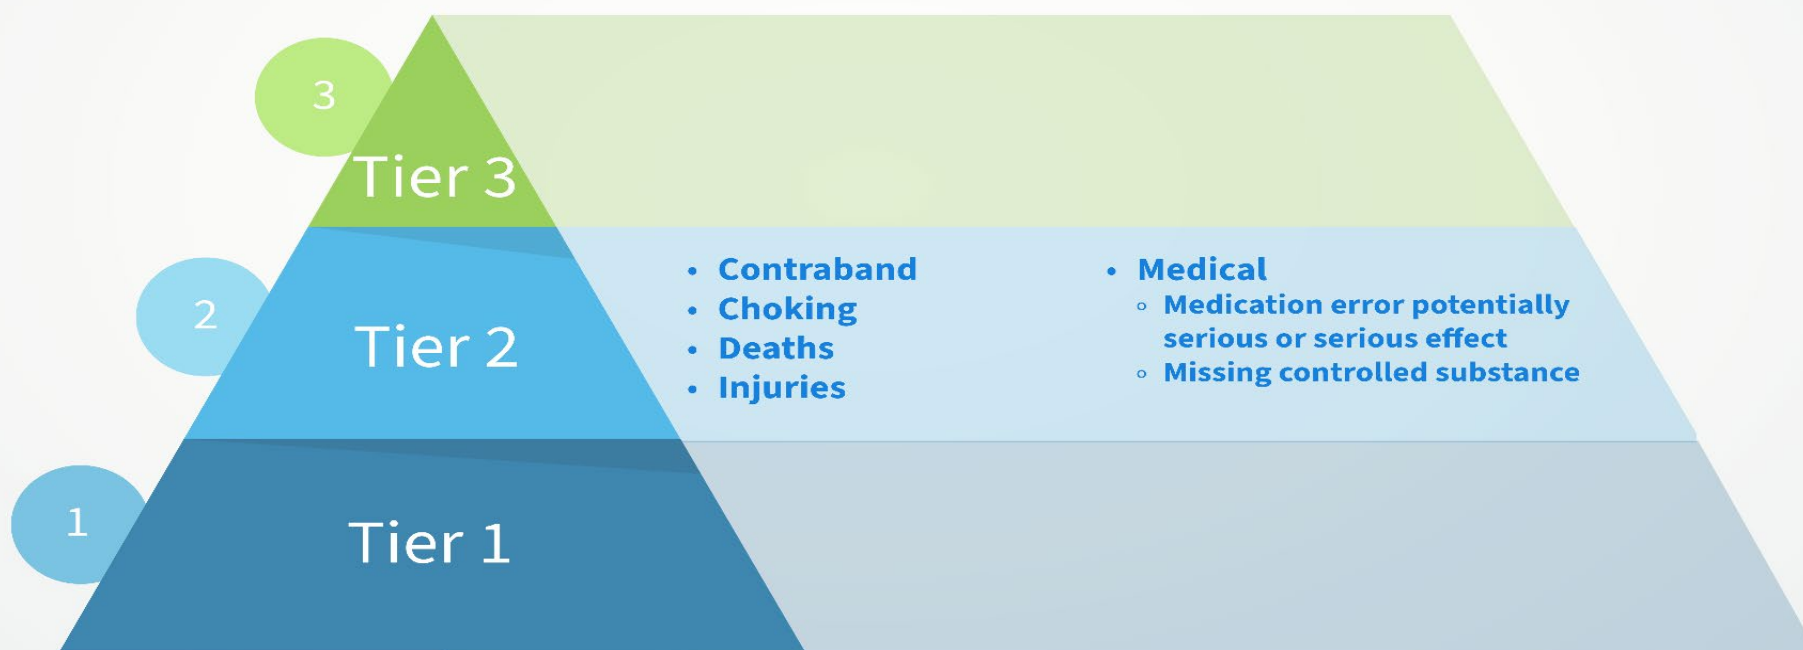 3
Tier 3
2
Tier 2
• Contraband
• Choking
• Deaths
• Injuries
• Medical
◦ Medication error potentially
serious or serious effect
◦ Missing controlled substance
1
Tier 1